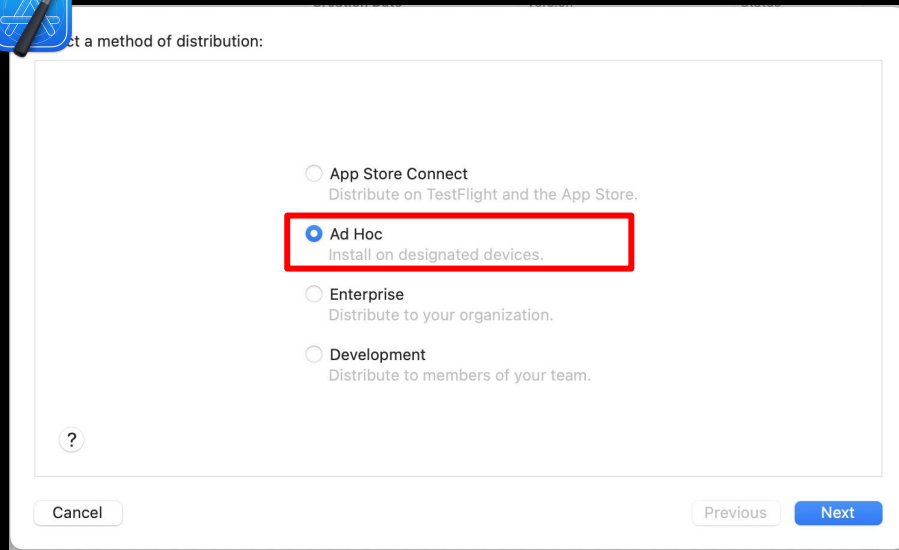 ct a method of distribution:
App Store Connect
Distribute on TestFlight and the App Store.
Ad Hoc
Install on designated devices.
Enterprise
Distribute to your organization.
Development
Distribute to members of your team.
?
Cancel
Previous
Next